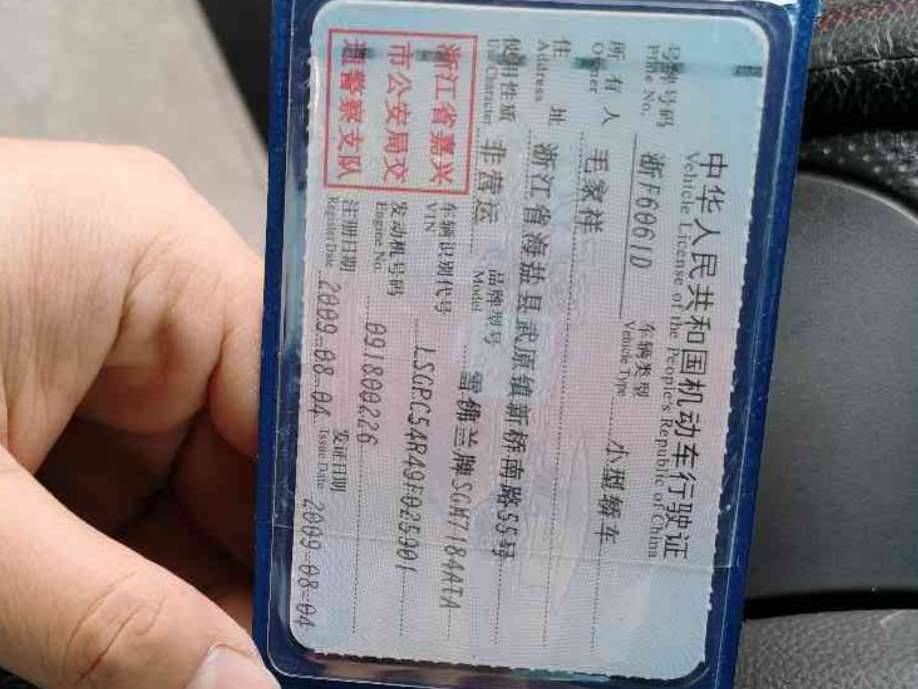 中华人民共和国机动车行驶证
Vehicle License of the People's Republic of China
号牌号码 浙F6061D 车辆类型 小型轿车
Plate No. Vehicle Type
所有人 毛家祥
Owner
住址 浙江省海盐县武原镇新桥南路55号
Address
使用性质 非营运 品牌型号 雪佛兰牌SGM7184ATA
Use Character Model
浙江省嘉兴
市公安局交
通警察支队
车辆识别代号 LSGPC54R49F025901
VIN
发动机号码 091800226
Engine No.
注册日期 2009-08-04 发证日期 2009-08-04
Register Date Issue Date